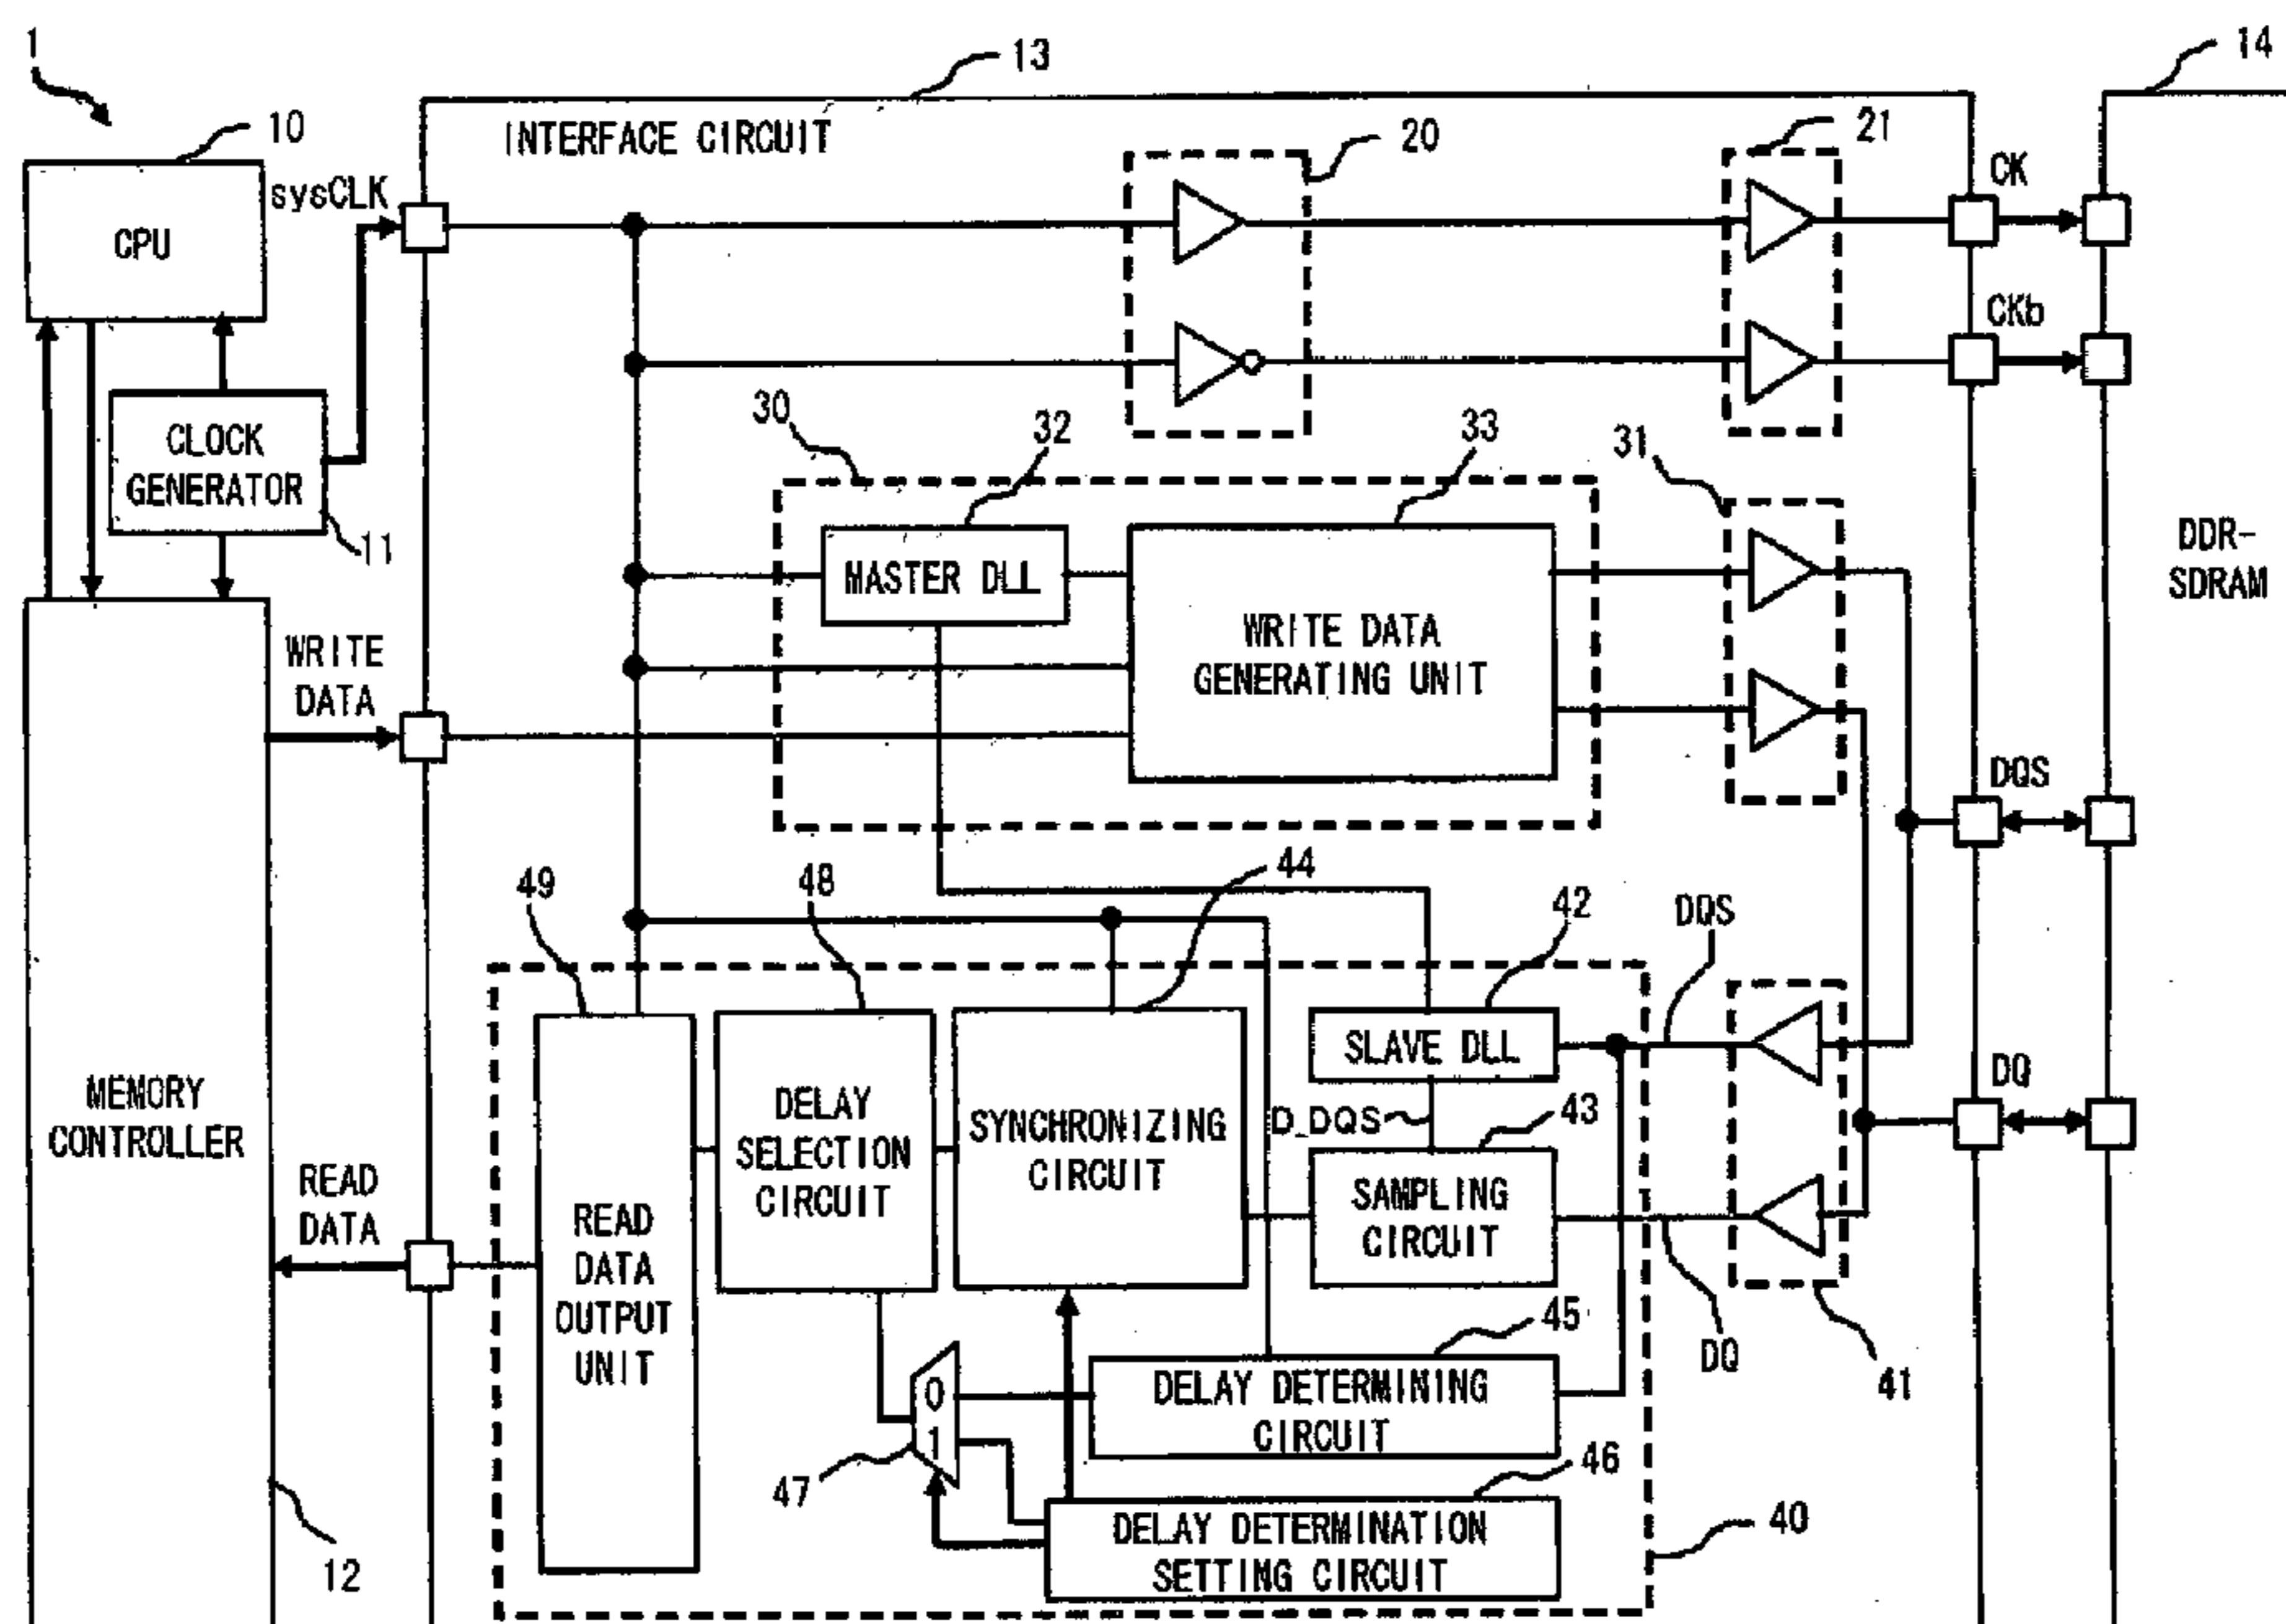 1
13
14
10
INTERFACE CIRCUIT
20
21
CK
sysCLK
CPU
CKb
CLOCK
GENERATOR
11
30
32
33
31
MASTER DLL
WRITE DATA
GENERATING UNIT
DDR-
SDRAM
WRITE
DATA
DQS
49
48
44
42
DQS
SLAVE DLL
DELAY
SELECTION
CIRCUIT
SYNCHRONIZING
CIRCUIT
D_DQS
43
DQ
MEMORY
CONTROLLER
READ
DATA
SAMPLING
CIRCUIT
READ
DATA
OUTPUT
UNIT
45
DQ
41
0
1
DELAY DETERMINING
CIRCUIT
47
46
DELAY DETERMINATION
SETTING CIRCUIT
40
12